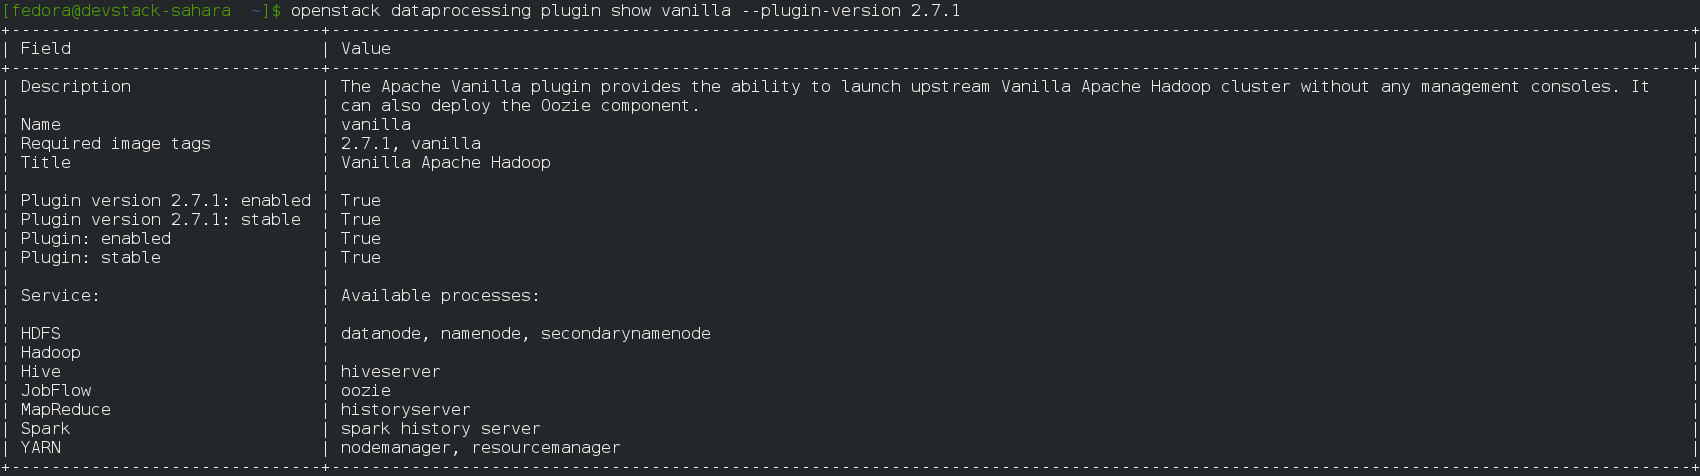 [fedora@devstack-sahara ~]$ openstack dataprocessing plugin show vanilla --plugin-version 2.7.1
| Field | Value |
| Description | The Apache Vanilla plugin provides the ability to launch upstream Vanilla Apache Hadoop cluster without any management consoles. It |
| | can also deploy the Oozie component. |
| Name | vanilla |
| Required image tags | 2.7.1, vanilla |
| Title | Vanilla Apache Hadoop |
| | |
| Plugin version 2.7.1: enabled | True |
| Plugin version 2.7.1: stable | True |
| Plugin: enabled | True |
| Plugin: stable | True |
| | |
| Service: | Available processes: |
| | |
| HDFS | datanode, namenode, secondarynamenode |
| Hadoop | |
| Hive | hiveserver |
| JobFlow | oozie |
| MapReduce | historyserver |
| Spark | spark history server |
| YARN | nodemanager, resourcemanager |